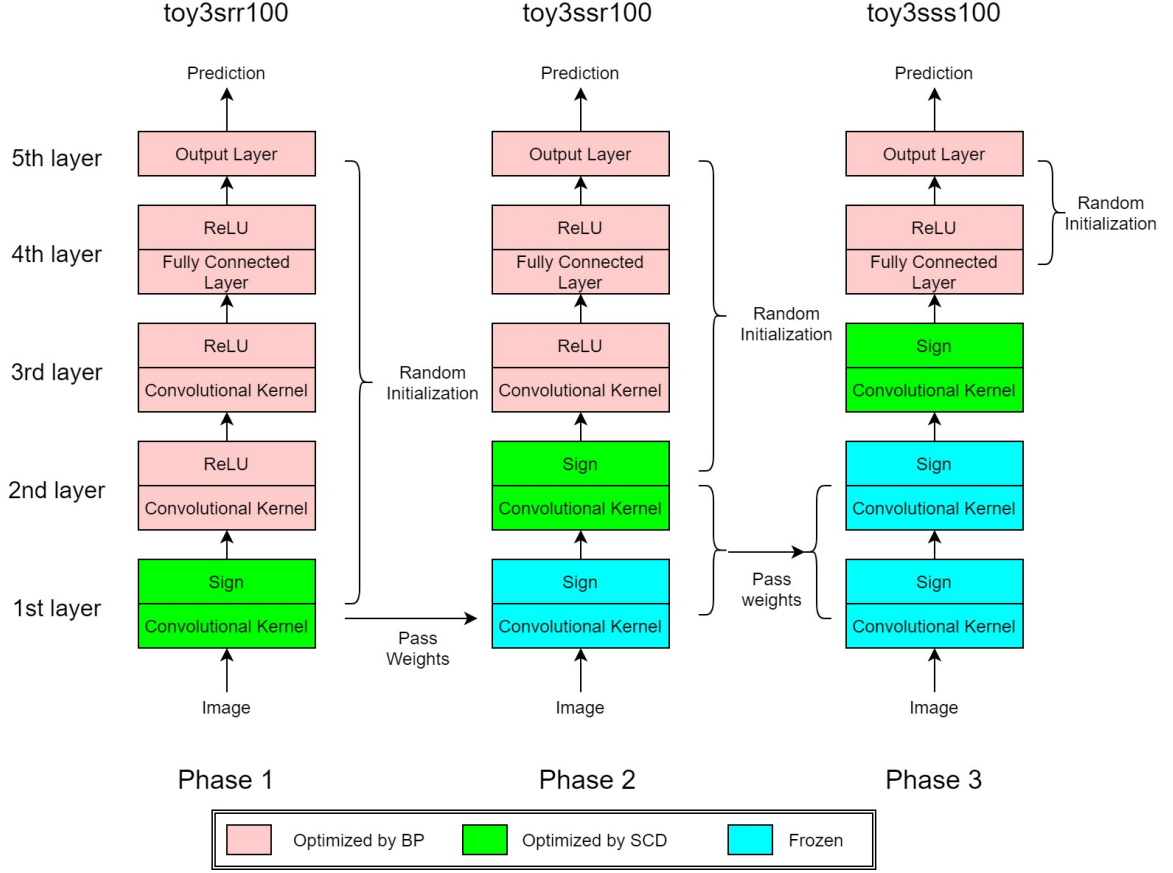 toy3srr100
toy3ssr100
toy3sss100
Prediction
Prediction
Prediction
5th layer
Output Layer
Output Layer
Output Layer
4th layer
ReLU
Fully Connected
Layer
ReLU
Fully Connected
Layer
ReLU
Fully Connected
Layer
Random
Initialization
3rd layer
ReLU
Convolutional Kernel
Random
Initialization
ReLU
Convolutional Kernel
Random
Initialization
Sign
Convolutional Kernel
2nd layer
ReLU
Convolutional Kernel
Sign
Convolutional Kernel
Sign
Convolutional Kernel
1st layer
Sign
Convolutional Kernel
Pass
Weights
Sign
Convolutional Kernel
Pass
weights
Sign
Convolutional Kernel
Image
Image
Image
Phase 1
Phase 2
Phase 3
Optimized by BP
Optimized by SCD
Frozen